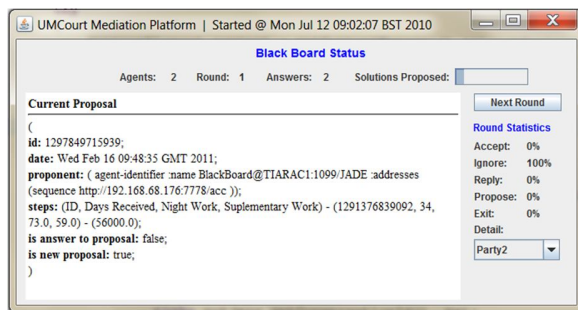 UMCourt Mediation Platform | Started @ Mon Jul 12 09:02:07 BST 2010
Black Board Status
Agents: 2 Round: 1 Answers: 2 Solutions Proposed:
Current Proposal
(
id: 1297849715939;
date: Wed Feb 16 09:48:35 GMT 2011;
proponent: ( agent-identifier :name BlackBoard@TIARAC1:1099/JADE :addresses
(sequence http://192.168.68.176:7778/acc ));
steps: (ID, Days Received, Night Work, Suplementary Work) - (1291376839092, 34,
73.0, 59.0) - (56000.0);
is answer to proposal: false;
is new proposal: true;
)
Next Round
Round Statistics
Accept: 0%
Ignore: 100%
Reply: 0%
Propose: 0%
Exit: 0%
Detail:
Party2